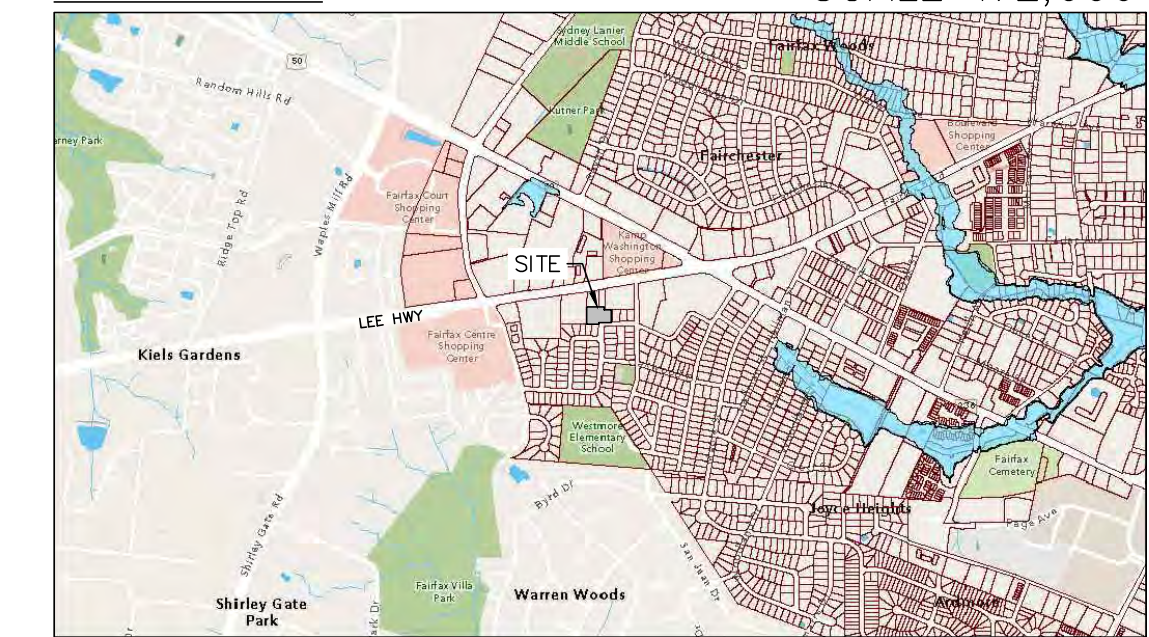 Sydney Lanier
Middle School
Fairfax Woods
50
Random Hills Rd
Kutner Park
Boulevard
Shopping
Center
Fairchester
Fairfax Court
Shopping
Center
Waples Mill Rd
Ridge Top Rd
Kamp
Washington
Shopping
Center
SITE
LEE HWY
Fairfax Centre
Shopping
Center
Kiels Gardens
Westmore
Elementary
School
Fairfax
Cemetery
Byrd Dr
Joyce Heights
Page Ave
Shirley Gate Rd
San Juan Dr
Fairfax Villa
Park
Warren Woods
Shirley Gate
Park
Ardmore